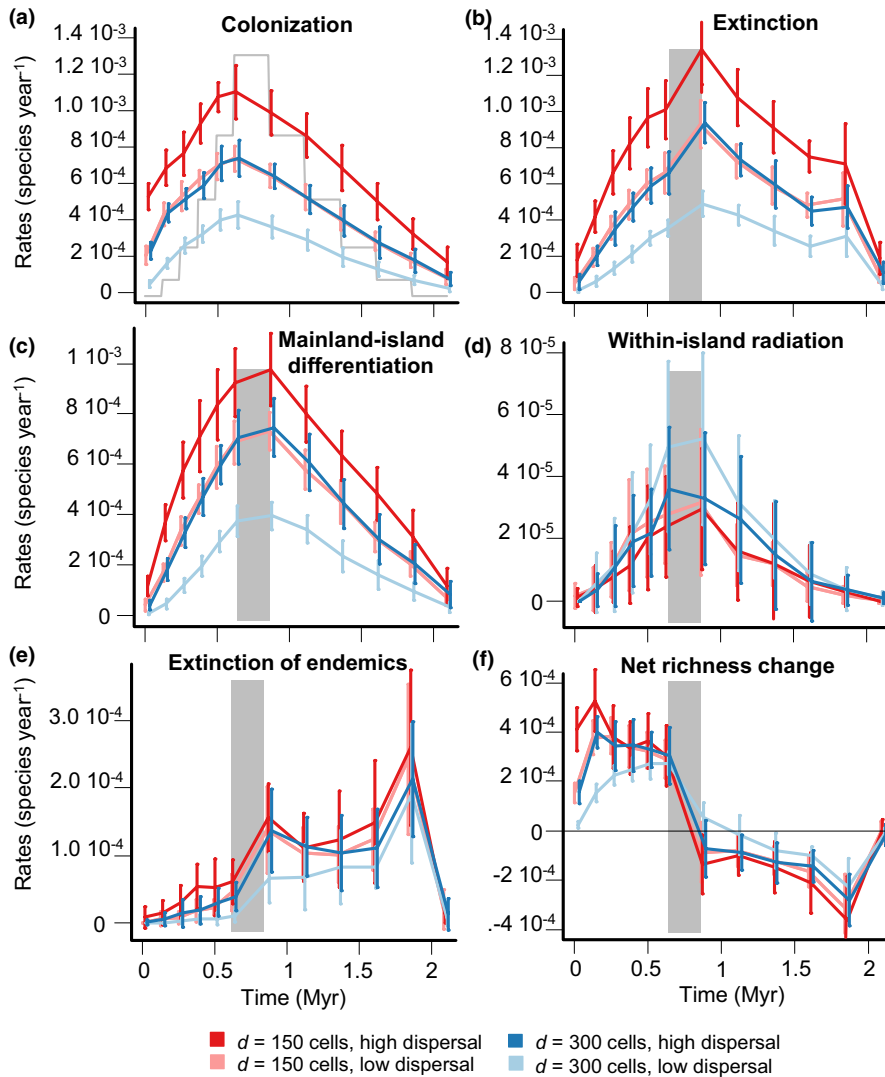 (a) Colonization
1.4 10⁻³
1.2 10⁻³
1.0 10⁻³
8 10⁻⁴
6 10⁻⁴
4 10⁻⁴
2 10⁻⁴
0
Rates (species year⁻¹)
(b) Extinction
1.4 10⁻³
1.2 10⁻³
1.0 10⁻³
8 10⁻⁴
6 10⁻⁴
4 10⁻⁴
2 10⁻⁴
0
(c) Mainland-island
differentiation
1 10⁻³
8 10⁻⁴
6 10⁻⁴
4 10⁻⁴
2 10⁻⁴
0
Rates (species year⁻¹)
(d) Within-island radiation
8 10⁻⁵
6 10⁻⁵
4 10⁻⁵
2 10⁻⁵
0
(e) Extinction of endemics
3.0 10⁻⁴
2.0 10⁻⁴
1.0 10⁻⁴
0
Rates (species year⁻¹)
0 0.5 1 1.5 2
Time (Myr)
(f) Net richness change
6 10⁻⁴
4 10⁻⁴
2 10⁻⁴
0
-2 10⁻⁴
.-4 10⁻⁴
0 0.5 1 1.5 2
Time (Myr)
d = 150 cells, high dispersal
d = 150 cells, low dispersal
d = 300 cells, high dispersal
d = 300 cells, low dispersal